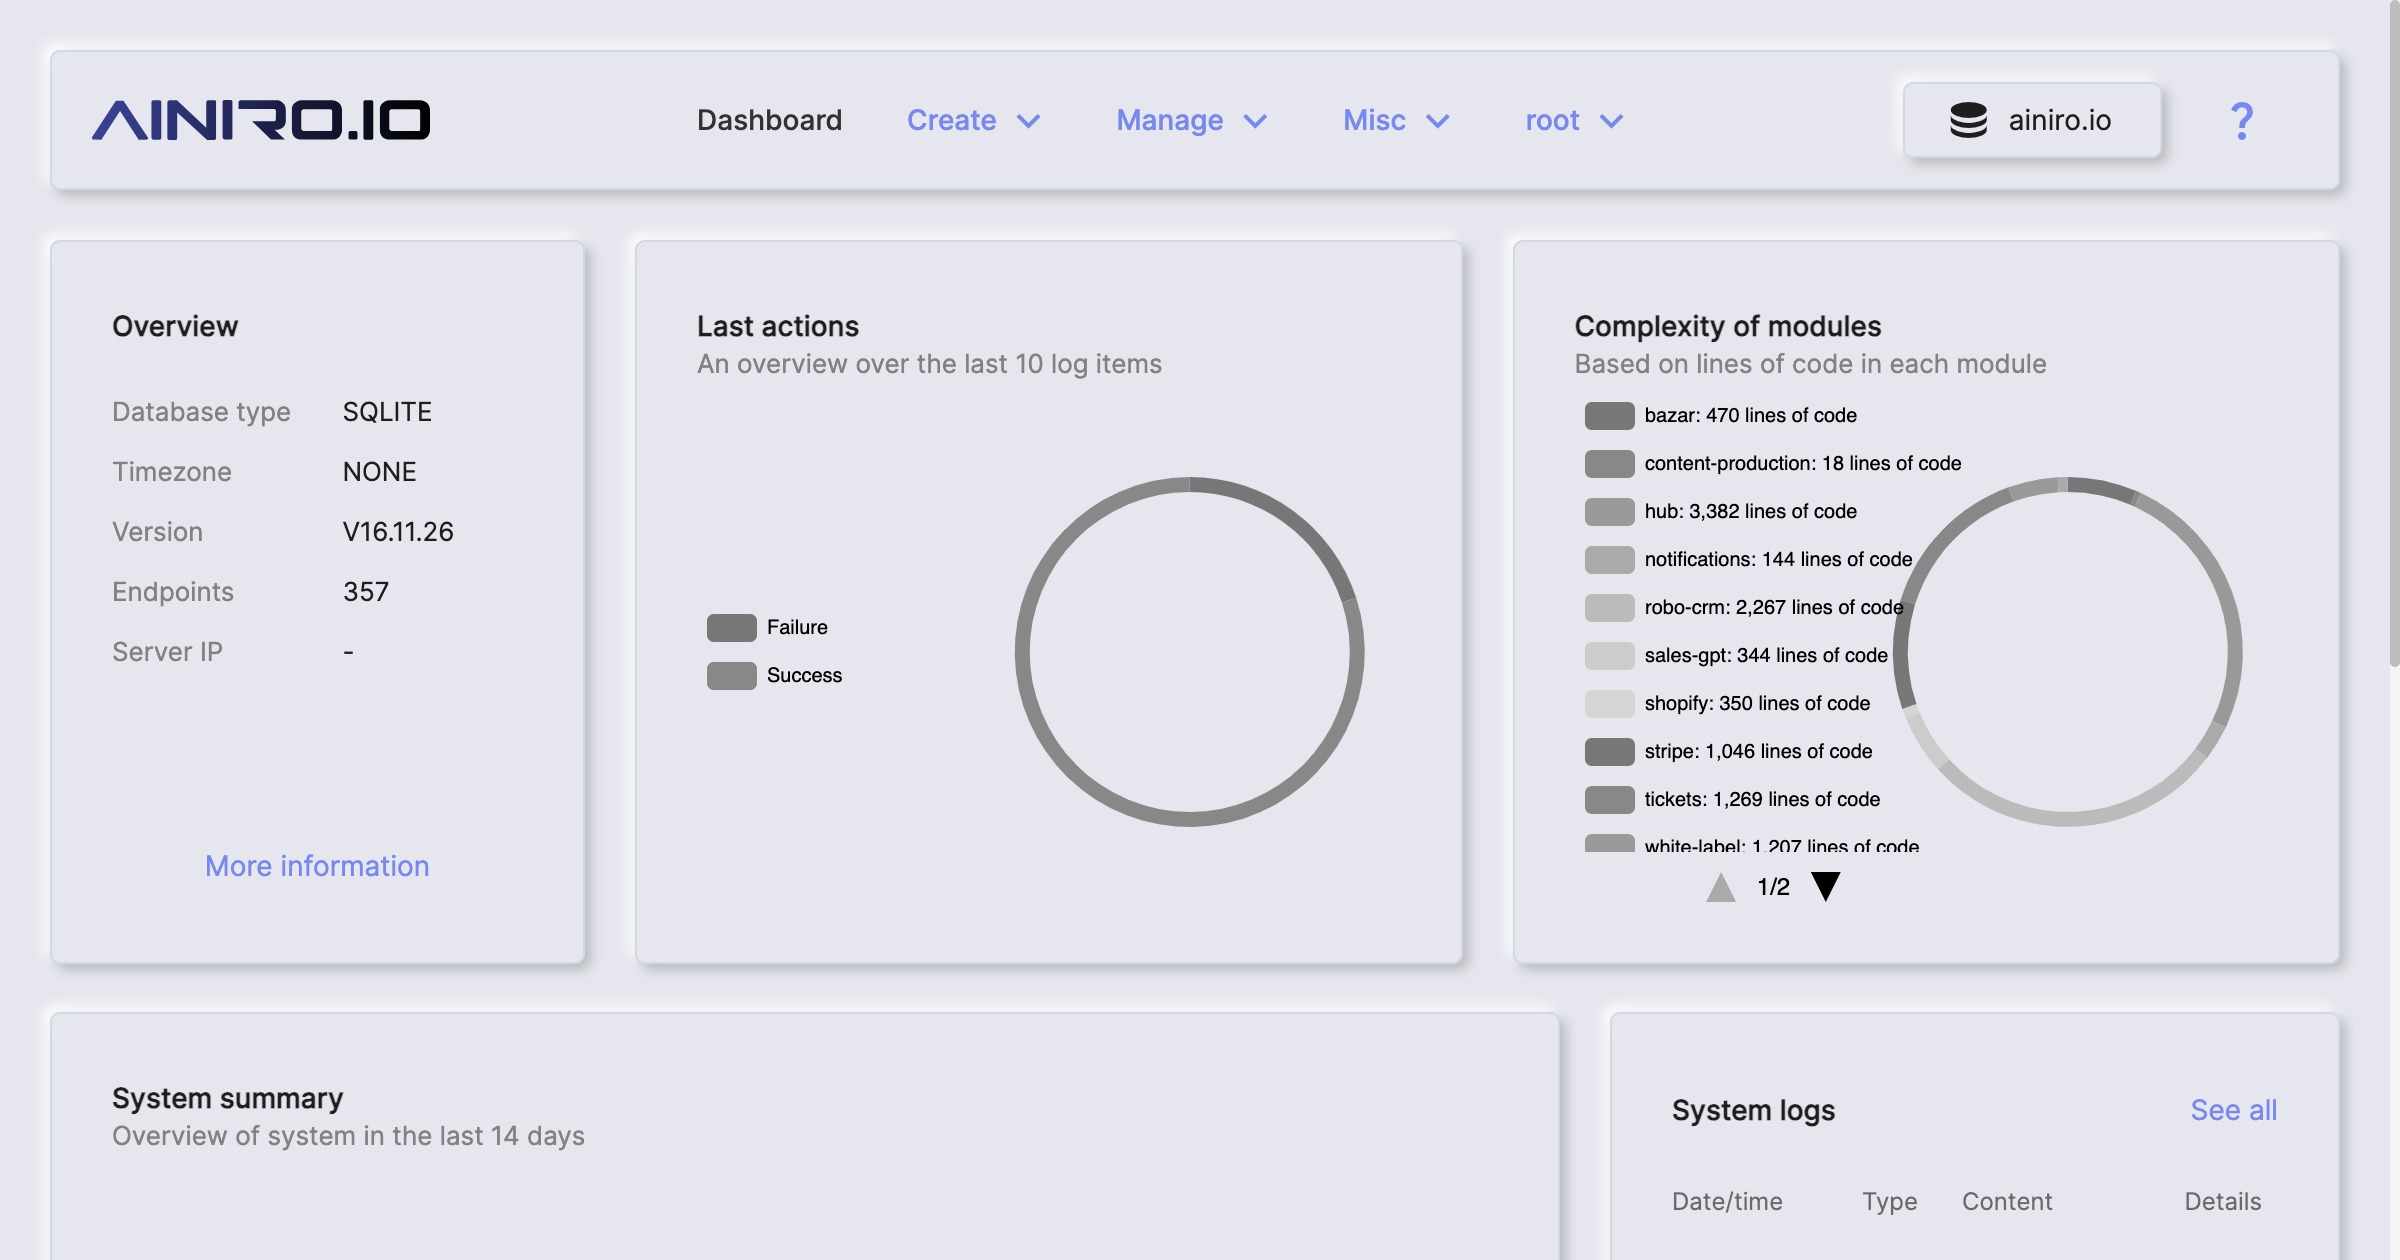 AINIRO.IO
Dashboard
Create
Manage
Misc
root
ainiro.io
?
Overview
Database type SQLITE
Timezone NONE
Version V16.11.26
Endpoints 357
Server IP -
More information
Last actions
An overview over the last 10 log items
Failure
Success
Complexity of modules
Based on lines of code in each module
bazar: 470 lines of code
content-production: 18 lines of code
hub: 3,382 lines of code
notifications: 144 lines of code
robo-crm: 2,267 lines of code
sales-gpt: 344 lines of code
shopify: 350 lines of code
stripe: 1,046 lines of code
tickets: 1,269 lines of code
white-label: 1,207 lines of code
1/2
System summary
Overview of system in the last 14 days
System logs
See all
Date/time Type Content Details